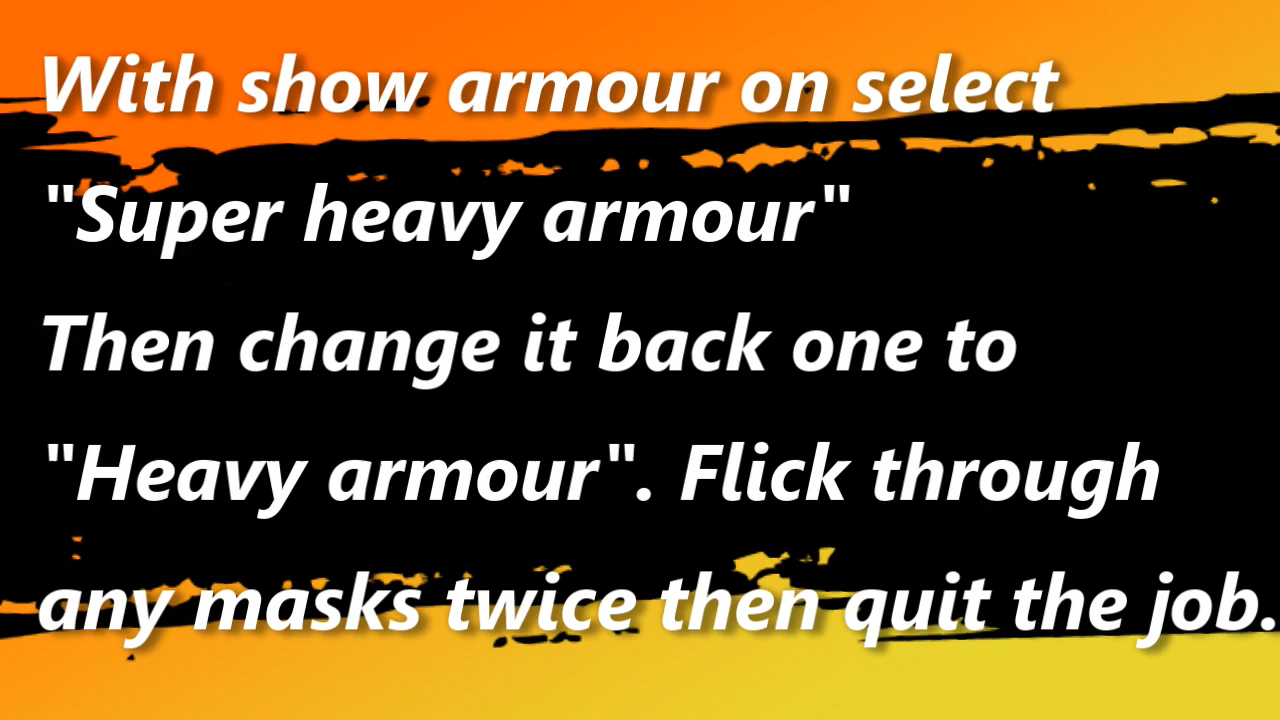 With show armour on select
"Super heavy armour"
Then change it back one to
"Heavy armour". Flick through
any masks twice then quit the job.